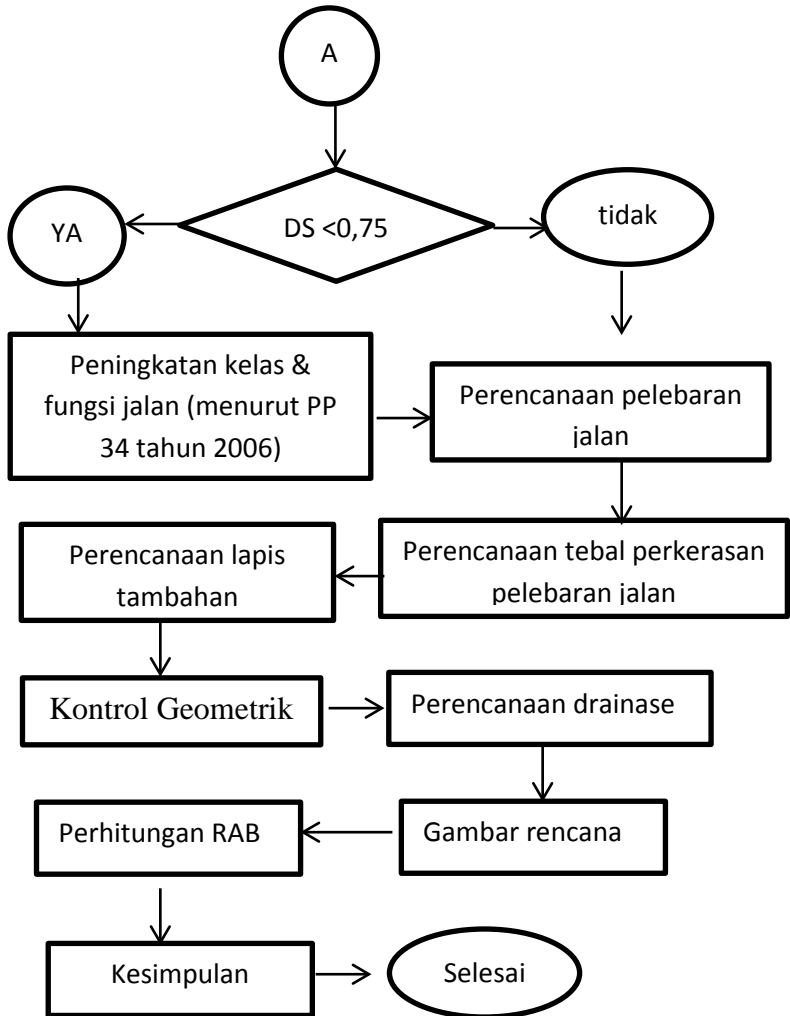 A
DS <0,75
YA
tidak
Peningkatan kelas &
fungsi jalan (menurut PP
34 tahun 2006)
Perencanaan pelebaran
jalan
Perencanaan tebal perkerasan
pelebaran jalan
Perencanaan lapis
tambahan
Kontrol Geometrik
Perencanaan drainase
Gambar rencana
Perhitungan RAB
Kesimpulan
Selesai